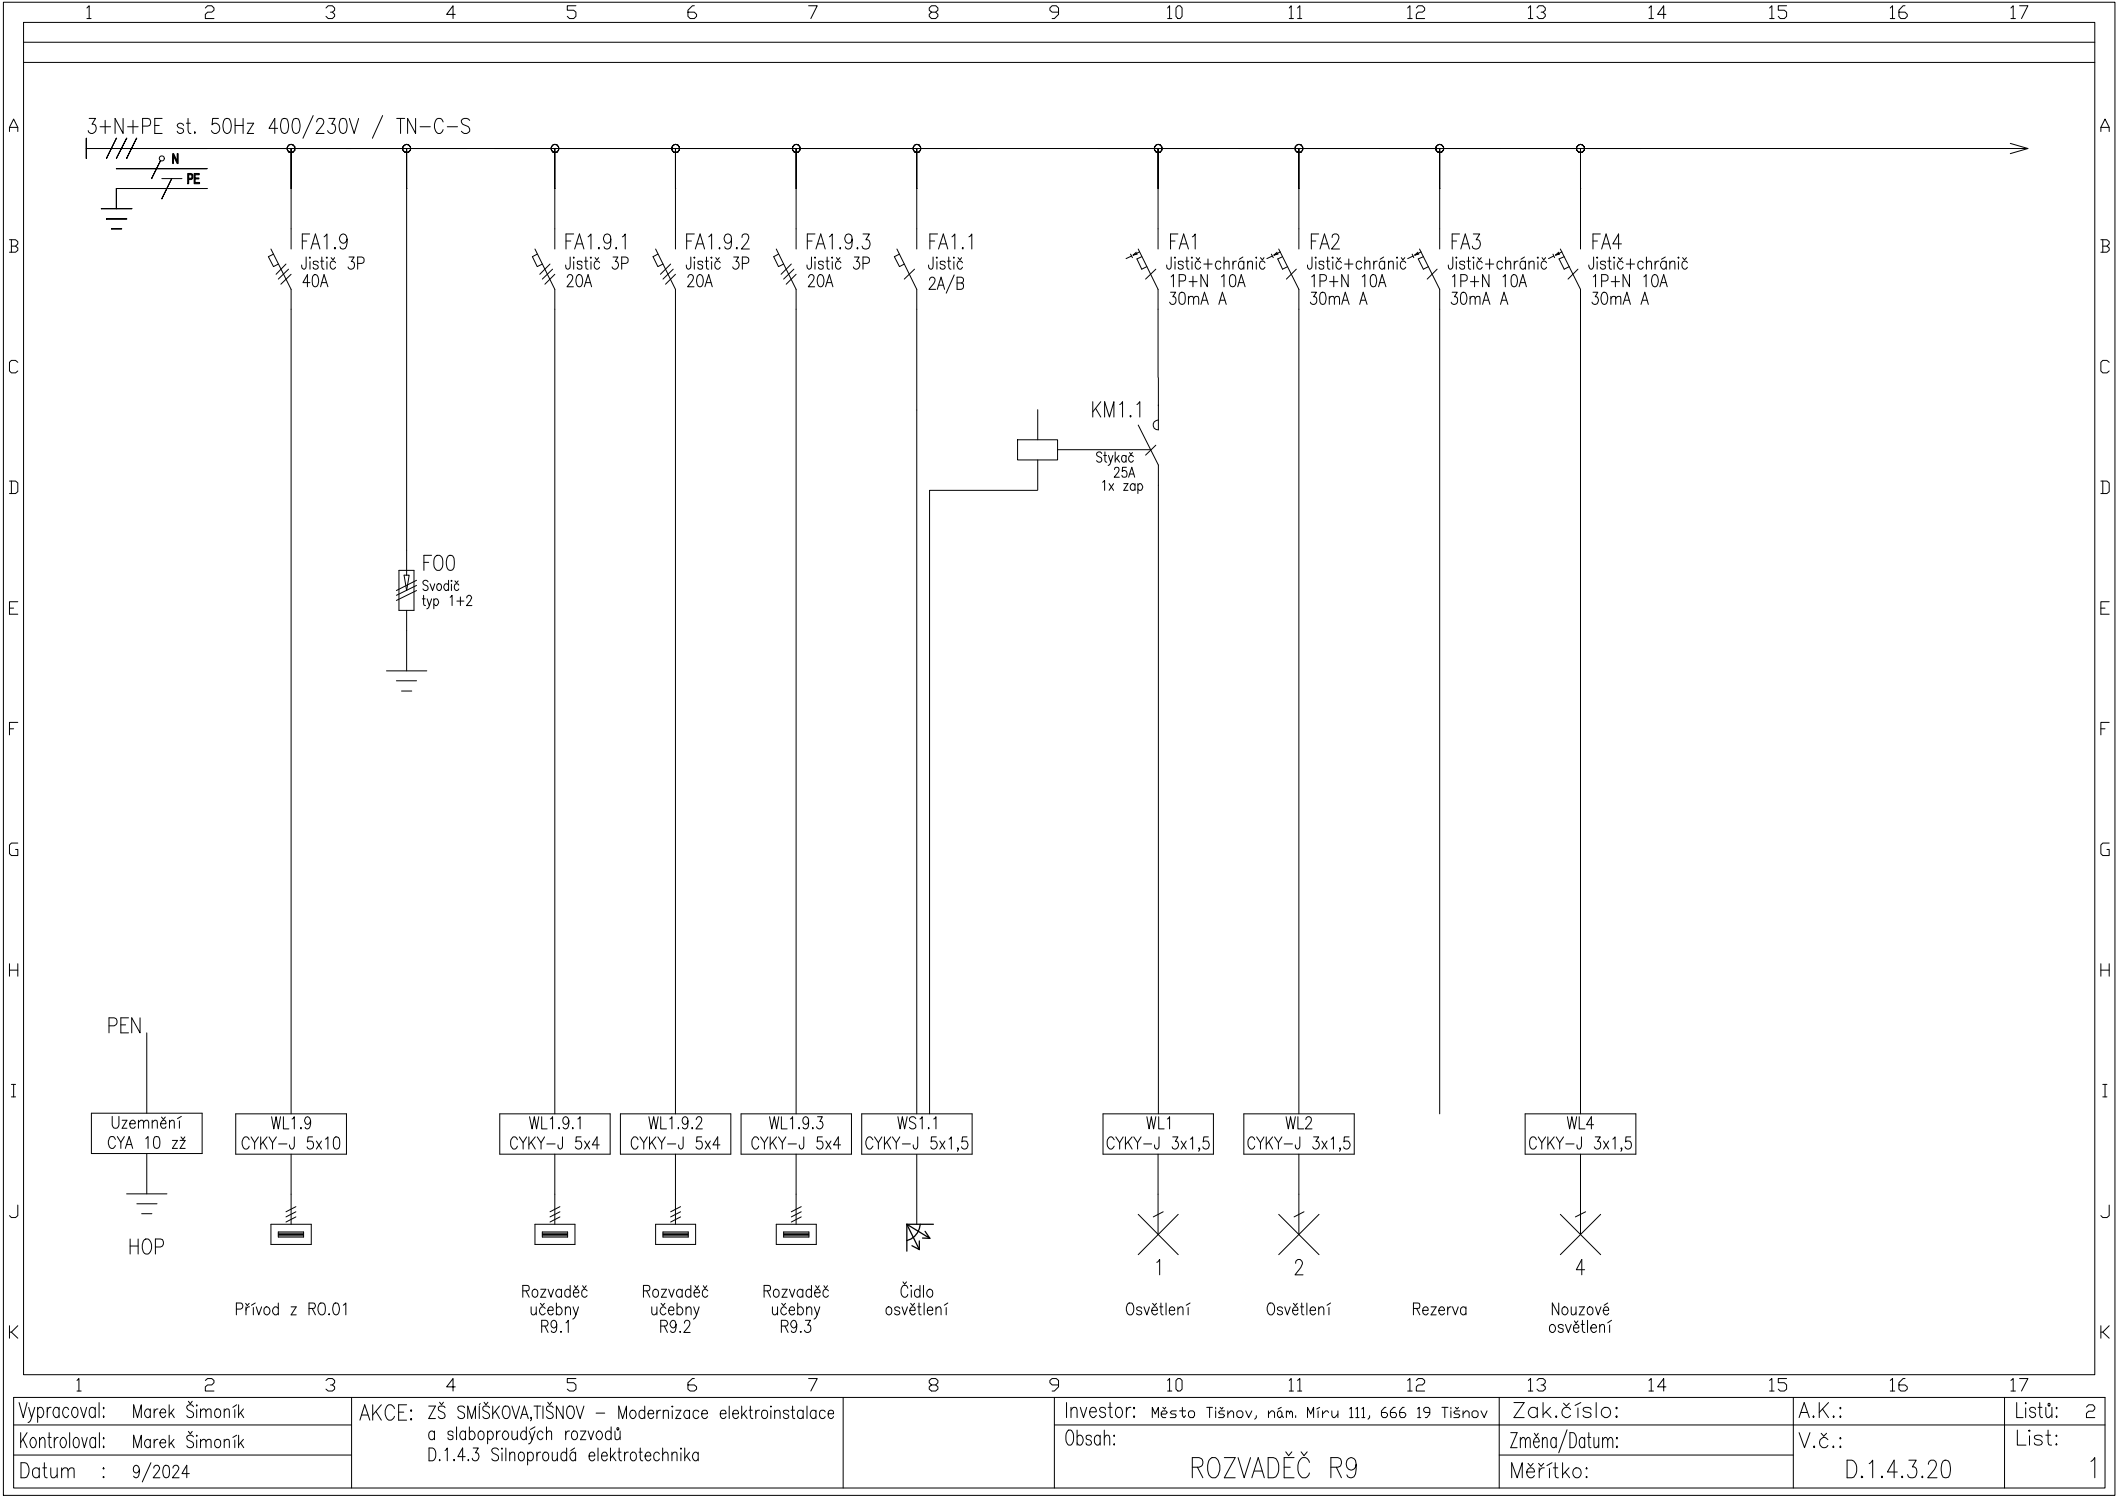 1 2 3 4 5 6 7 8 9 10 11 12 13 14 15 16 17
A A
3+N+PE st. 50Hz 400/230V / TN-C-S
N
PE
B B
FA1.9
Jistič 3P
40A
FA1.9.1
Jistič 3P
20A
FA1.9.2
Jistič 3P
20A
FA1.9.3
Jistič 3P
20A
FA1.1
Jistič
2A/B
FA1
Jistič+chránič
1P+N 10A
30mA A
FA2
Jistič+chránič
1P+N 10A
30mA A
FA3
Jistič+chránič
1P+N 10A
30mA A
FA4
Jistič+chránič
1P+N 10A
30mA A
C C
KM1.1
Stykač
25A
1x zap
D D
FO0
Svodič
typ 1+2
E E
F F
G G
H H
PEN
I I
Uzemnění
CYA 10 zž
WL1.9
CYKY-J 5x10
WL1.9.1
CYKY-J 5x4
WL1.9.2
CYKY-J 5x4
WL1.9.3
CYKY-J 5x4
WS1.1
CYKY-J 5x1,5
WL1
CYKY-J 3x1,5
WL2
CYKY-J 3x1,5
WL4
CYKY-J 3x1,5
J J
HOP
1
2
4
Přívod z R0.01
Rozvaděč
učebny
R9.1
Rozvaděč
učebny
R9.2
Rozvaděč
učebny
R9.3
Čidlo
osvětlení
Osvětlení
Osvětlení
Rezerva
Nouzové
osvětlení
K K
1 2 3 4 5 6 7 8 9 10 11 12 13 14 15 16 17
Vypracoval: Marek Šimoník
Kontroloval: Marek Šimoník
Datum : 9/2024
AKCE: ZŠ SMÍŠKOVA,TIŠNOV - Modernizace elektroinstalace
a slaboproudých rozvodů
D.1.4.3 Silnoproudá elektrotechnika
Investor: Město Tišnov, nám. Míru 111, 666 19 Tišnov
Obsah:
ROZVADĚČ R9
Zak.číslo:
Změna/Datum:
Měřítko:
A.K.:
V.č.:
D.1.4.3.20
Listů: 2
List:
1